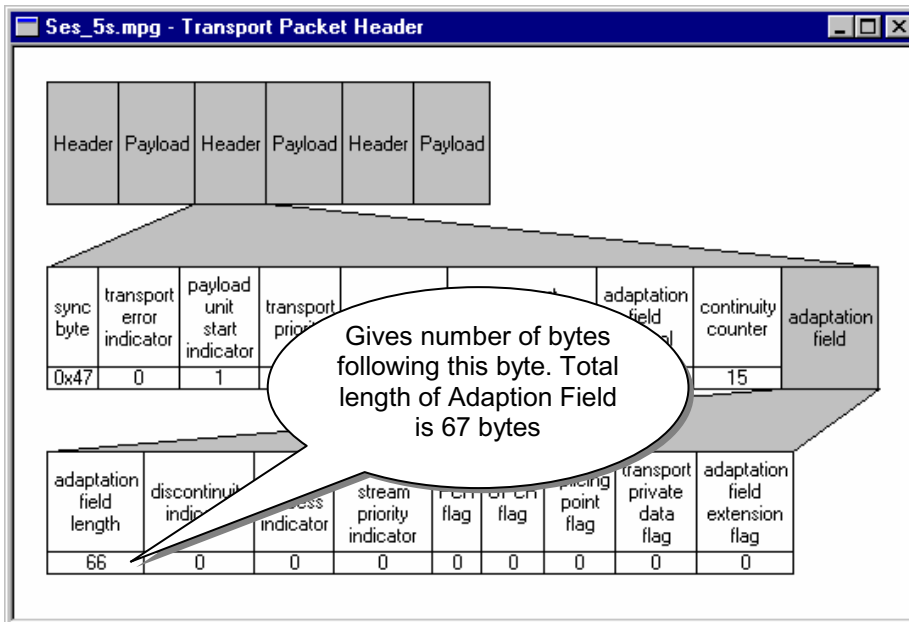 Ses_5s.mpg - Transport Packet Header
Header Payload Header Payload Header Payload
sync byte
transport error indicator
payload unit start indicator
transport
adaptation field
continuity counter
adaptation field
0x47 0 1 15
Gives number of bytes
following this byte. Total
length of Adaption Field
is 67 bytes
adaptation field length
indicator
stream priority indicator
flag
flag
point flag
transport private data flag
adaptation field extension flag
66 0 0 0 0 0 0 0 0